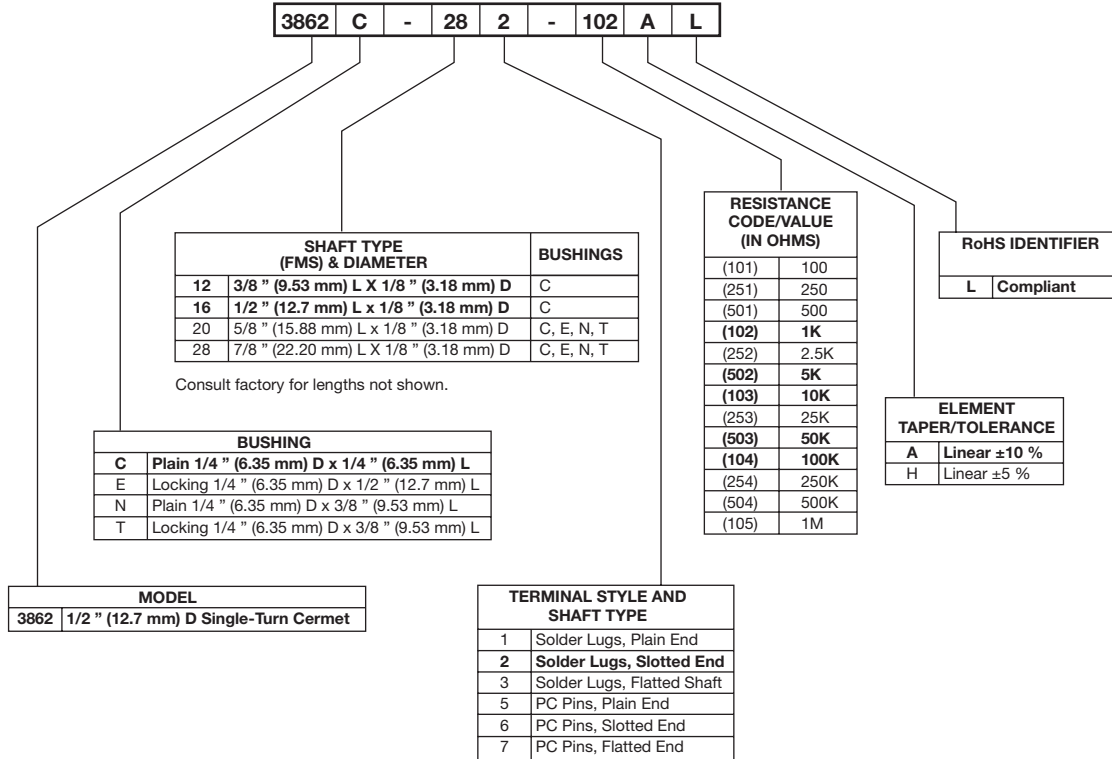 3862 C - 28 2 - 102 A L
SHAFT TYPE
(FMS) & DIAMETER
BUSHINGS
12 3/8 ” (9.53 mm) L X 1/8 ” (3.18 mm) D C
16 1/2 ” (12.7 mm) L x 1/8 ” (3.18 mm) D C
20 5/8 ” (15.88 mm) L x 1/8 ” (3.18 mm) D C, E, N, T
28 7/8 ” (22.20 mm) L X 1/8 ” (3.18 mm) D C, E, N, T
Consult factory for lengths not shown.
RESISTANCE
CODE/VALUE
(IN OHMS)
(101) 100
(251) 250
(501) 500
(102) 1K
(252) 2.5K
(502) 5K
(103) 10K
(253) 25K
(503) 50K
(104) 100K
(254) 250K
(504) 500K
(105) 1M
RoHS IDENTIFIER
L Compliant
ELEMENT
TAPER/TOLERANCE
A Linear ±10 %
H Linear ±5 %
BUSHING
C Plain 1/4 ” (6.35 mm) D x 1/4 ” (6.35 mm) L
E Locking 1/4 ” (6.35 mm) D x 1/2 ” (12.7 mm) L
N Plain 1/4 ” (6.35 mm) D x 3/8 ” (9.53 mm) L
T Locking 1/4 ” (6.35 mm) D x 3/8 ” (9.53 mm) L
MODEL
3862 1/2 ” (12.7 mm) D Single-Turn Cermet
TERMINAL STYLE AND
SHAFT TYPE
1 Solder Lugs, Plain End
2 Solder Lugs, Slotted End
3 Solder Lugs, Flatted Shaft
5 PC Pins, Plain End
6 PC Pins, Slotted End
7 PC Pins, Flatted End